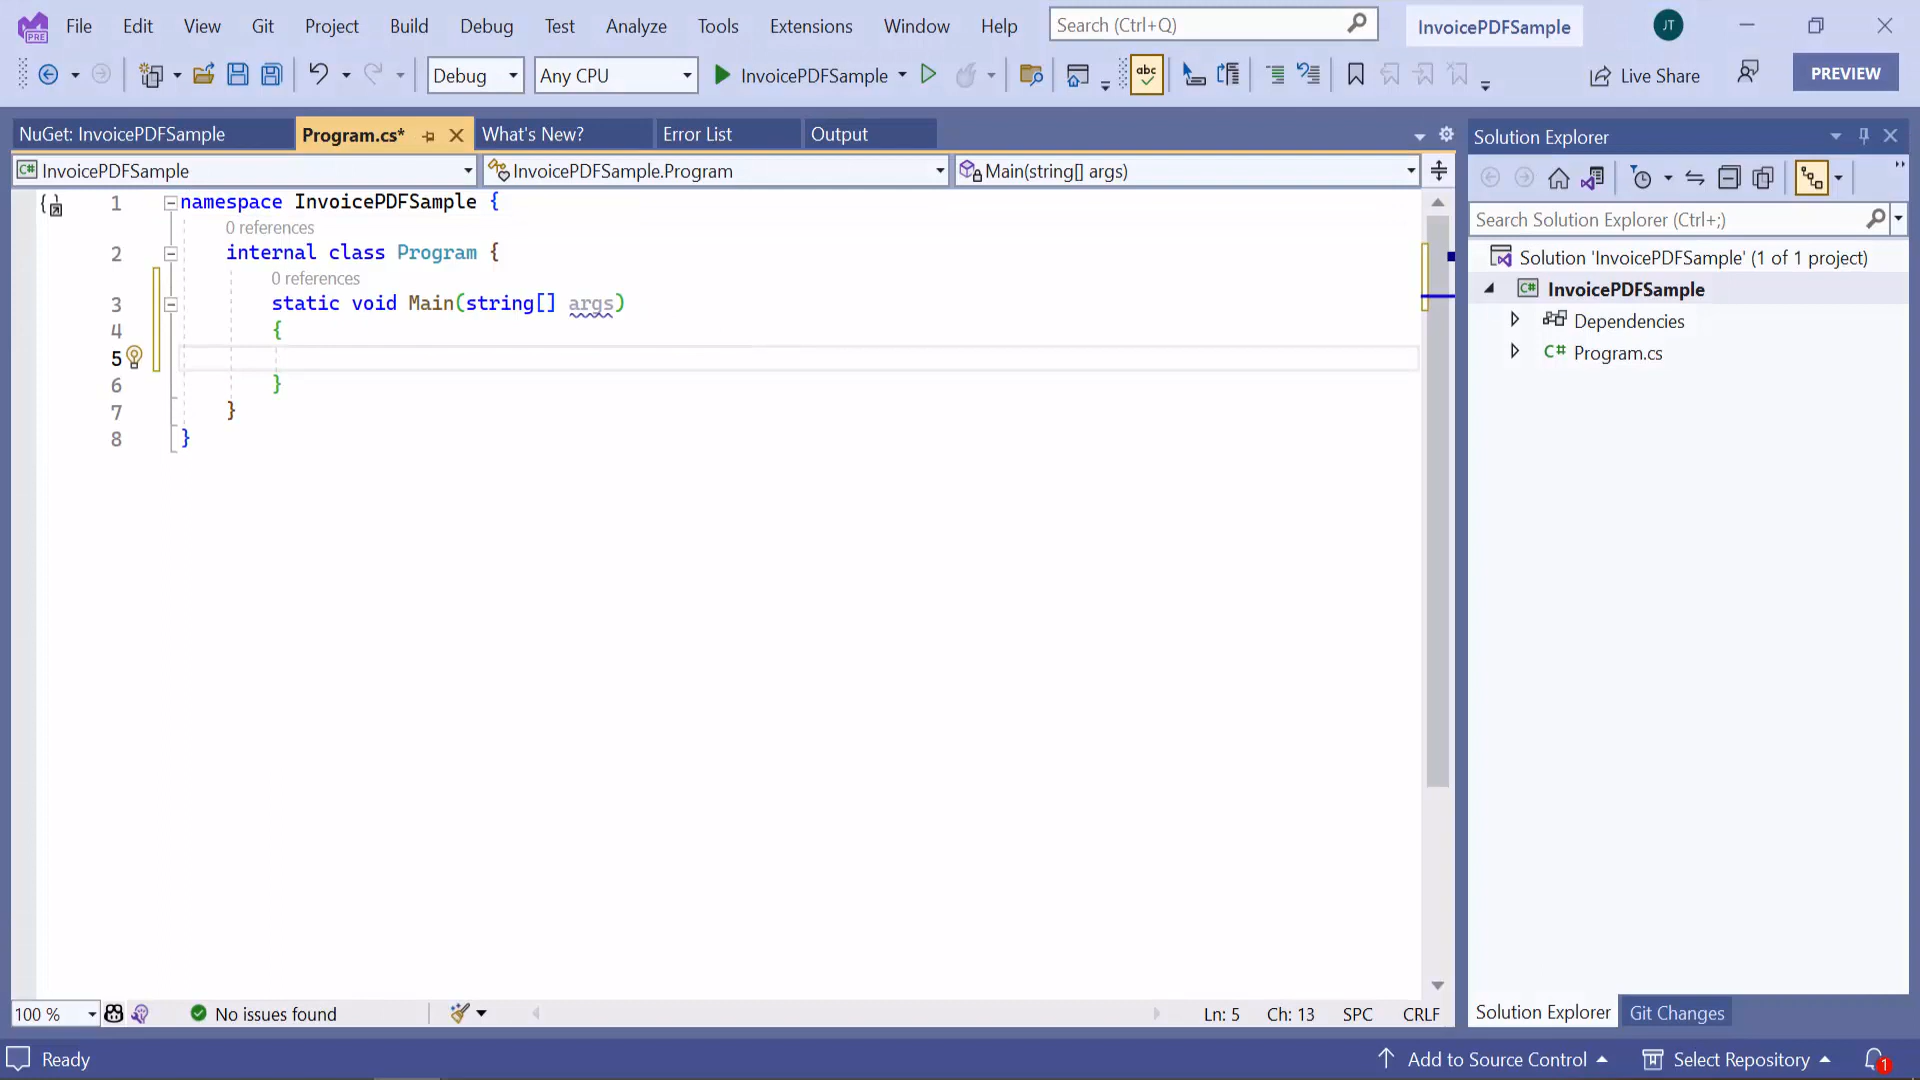 File Edit View Git Project Build Debug Test Analyze Tools Extensions Window Help Search (Ctrl+Q) InvoicePDFSample JT
PRE
Debug Any CPU InvoicePDFSample abc Live Share PREVIEW
NuGet: InvoicePDFSample Program.cs* What's New? Error List Output
C# InvoicePDFSample InvoicePDFSample.Program Main(string[] args)
1 namespace InvoicePDFSample {
0 references
2 internal class Program {
0 references
3 static void Main(string[] args)
4 {
5
6 }
7 }
8 }
Solution Explorer
Search Solution Explorer (Ctrl+;)
Solution 'InvoicePDFSample' (1 of 1 project)
C# InvoicePDFSample
Dependencies
C# Program.cs
100 % No issues found Ln: 5 Ch: 13 SPC CRLF
Solution Explorer Git Changes
Ready Add to Source Control Select Repository 1